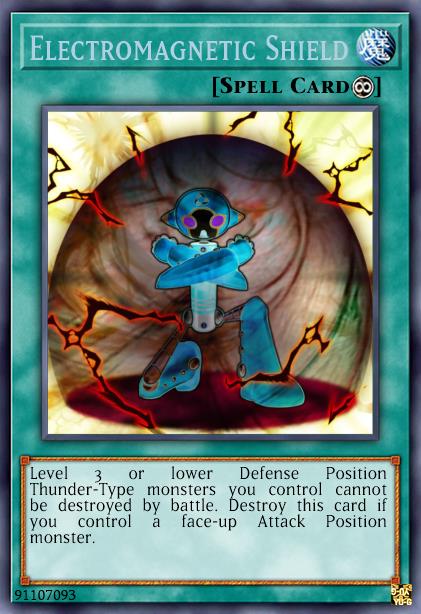 Electromagnetic Shield 魔
[Spell Card]
Level 3 or lower Defense Position
Thunder-Type monsters you control cannot
be destroyed by battle. Destroy this card if
you control a face-up Attack Position
monster.
91107093